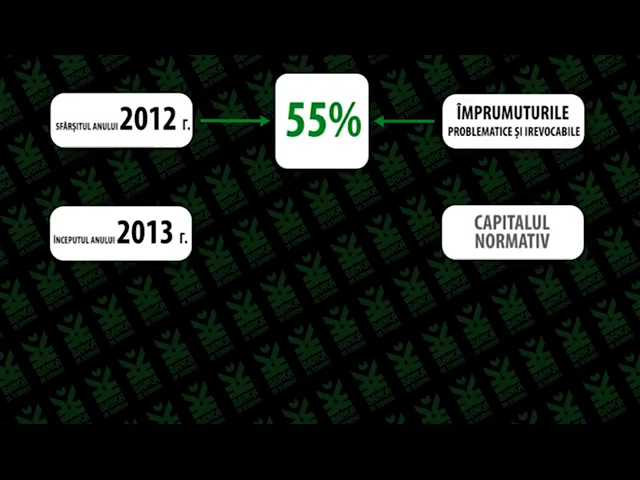 SFÂRȘITUL ANULUI 2012 г.
55%
ÎMPRUMUTURILE
PROBLEMATICE ȘI IREVOCABILE
ÎNCEPUTUL ANULUI 2013 г.
CAPITALUL
NORMATIV